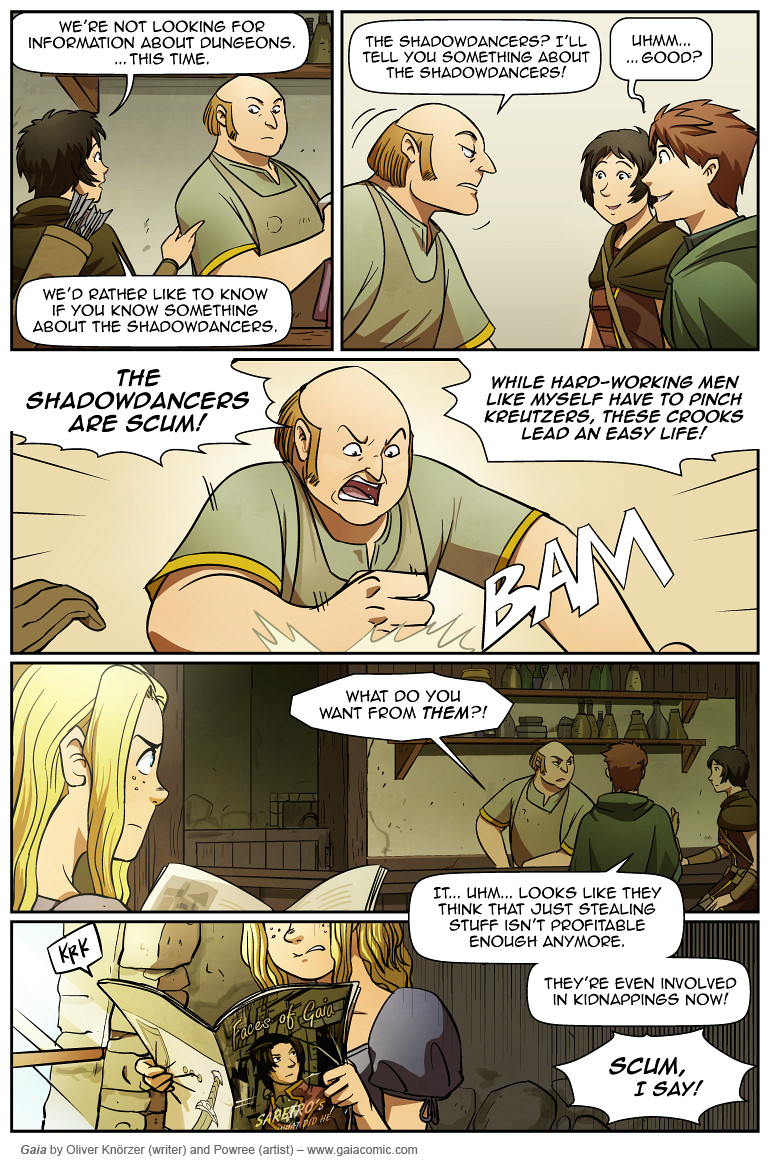 WE'RE NOT LOOKING FOR
INFORMATION ABOUT DUNGEONS.
...THIS TIME.
WE'D RATHER LIKE TO KNOW
IF YOU KNOW SOMETHING
ABOUT THE SHADOWDANCERS.
THE SHADOWDANCERS? I'LL
TELL YOU SOMETHING ABOUT
THE SHADOWDANCERS!
UHMM...
...GOOD?
THE
SHADOWDANCERS
ARE SCUM!
WHILE HARD-WORKING MEN
LIKE MYSELF HAVE TO PINCH
KREUTZERS, THESE CROOKS
LEAD AN EASY LIFE!
BAM
WHAT DO YOU
WANT FROM THEM?!
IT... UHM... LOOKS LIKE THEY
THINK THAT JUST STEALING
STUFF ISN'T PROFITABLE
ENOUGH ANYMORE.
THEY'RE EVEN INVOLVED
IN KIDNAPPINGS NOW!
KRK
Faces of Gaia
SAREFRO'S
WHAT DID HE!
SCUM,
I SAY!
Gaia by Oliver Knörzer (writer) and Powree (artist) – www.gaiacomic.com